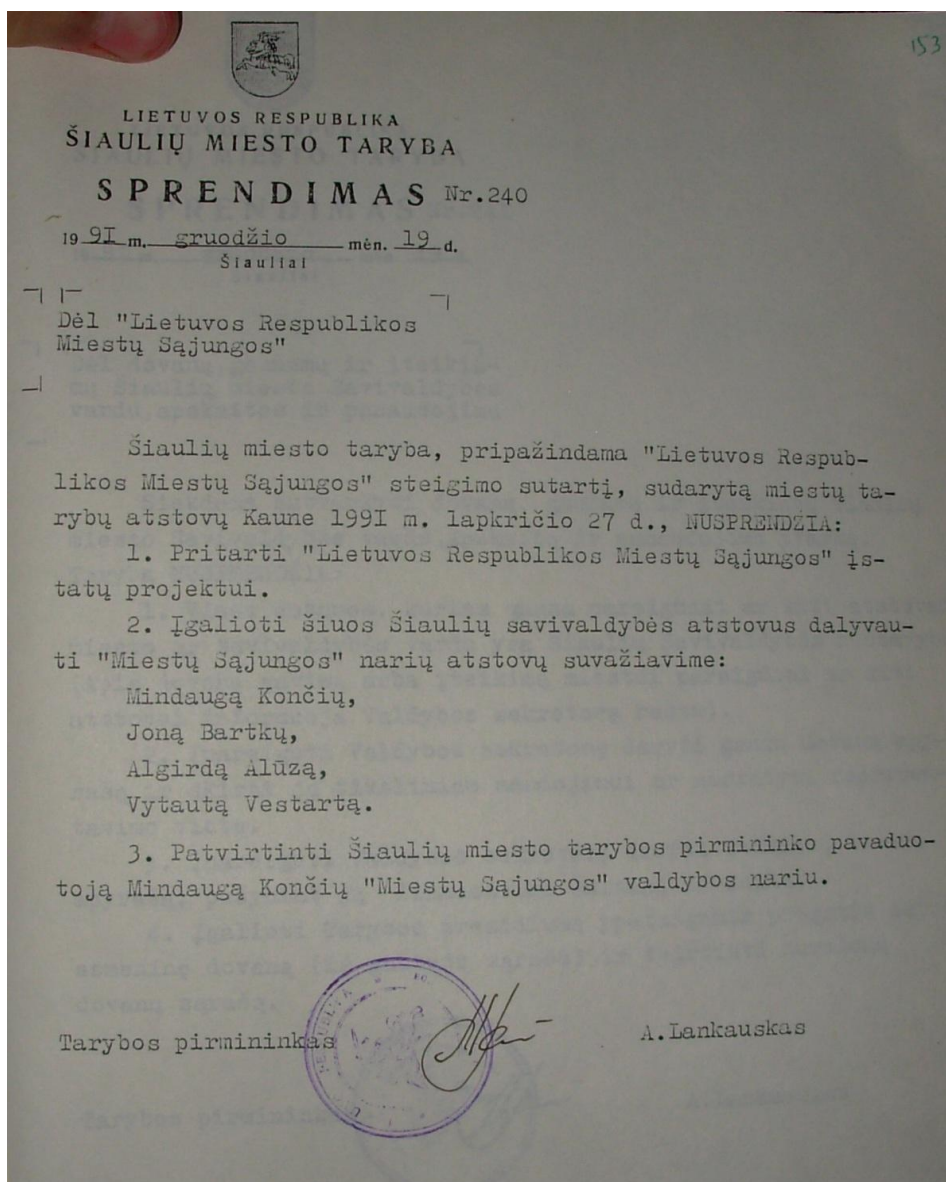 153
LIETUVOS RESPUBLIKA
ŠIAULIŲ MIESTO TARYBA
SPRENDIMAS Nr.240
19 9I m. gruodžio mėn. 19 d.
Šiauliai
Dėl "Lietuvos Respublikos
Miestų Sąjungos"
Šiaulių miesto taryba, pripažindama "Lietuvos Respub-
likos Miestų Sąjungos" steigimo sutartį, sudarytą miestų ta-
rybų atstovų Kaune 199I m. lapkričio 27 d., NUSPRENDŽIA:
1. Pritarti "Lietuvos Respublikos Miestų Sąjungos" įs-
tatų projektui.
2. Įgalioti šiuos Šiaulių savivaldybės atstovus dalyvau-
ti "Miestų Sąjungos" narių atstovų suvažiavime:
Mindaugą Končių,
Joną Bartkų,
Algirdą Alūzą,
Vytautą Vestartą.
3. Patvirtinti Šiaulių miesto tarybos pirmininko pavaduo-
toją Mindaugą Končių "Miestų Sąjungos" valdybos nariu.
Tarybos pirmininkas A.Lankauskas